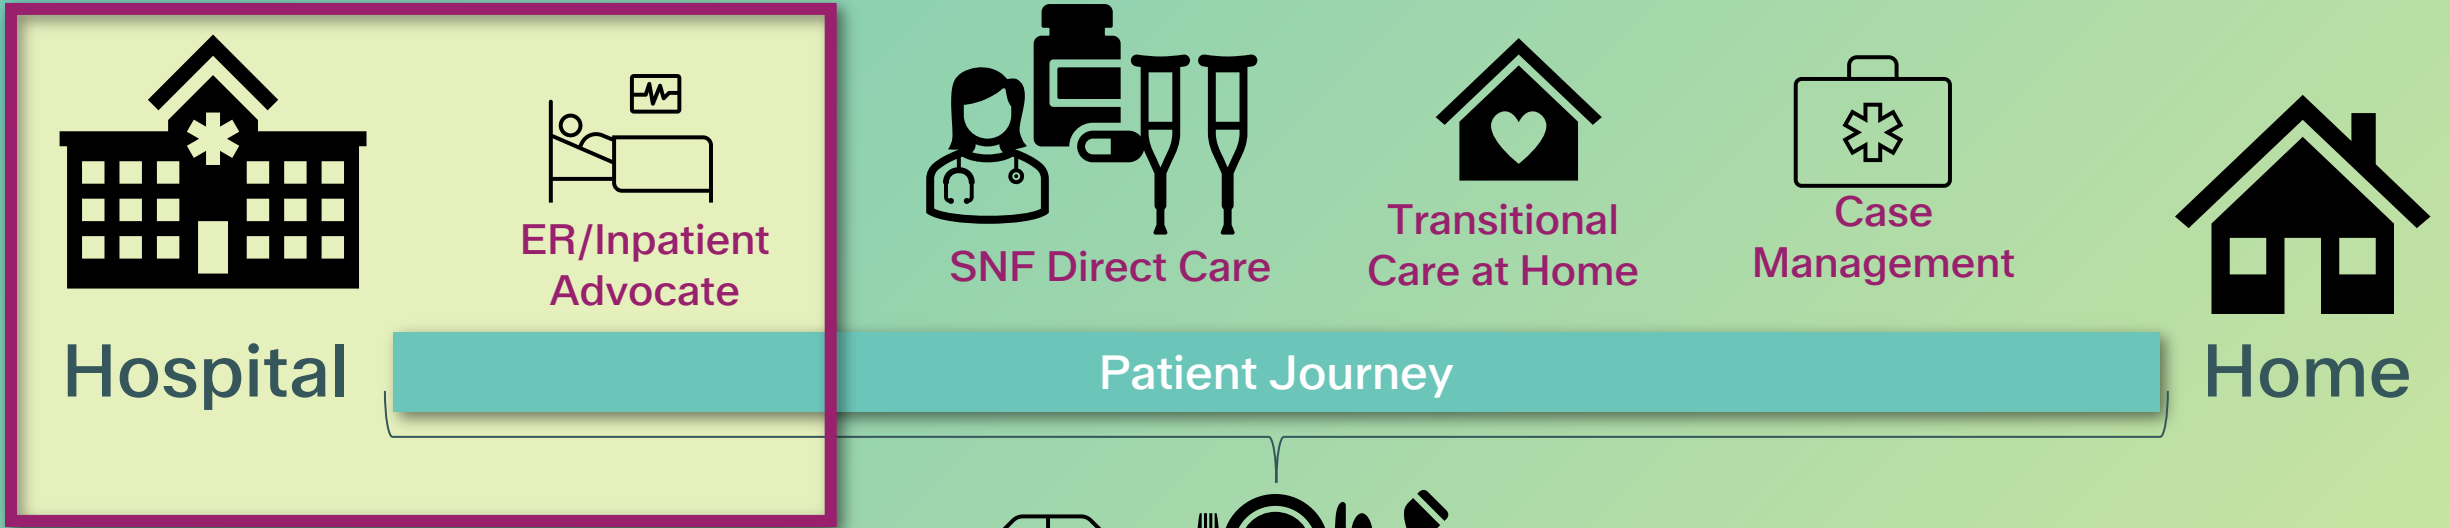 ER/Inpatient
Advocate
SNF Direct Care
Transitional
Care at Home
Case
Management
Hospital
Patient Journey
Home